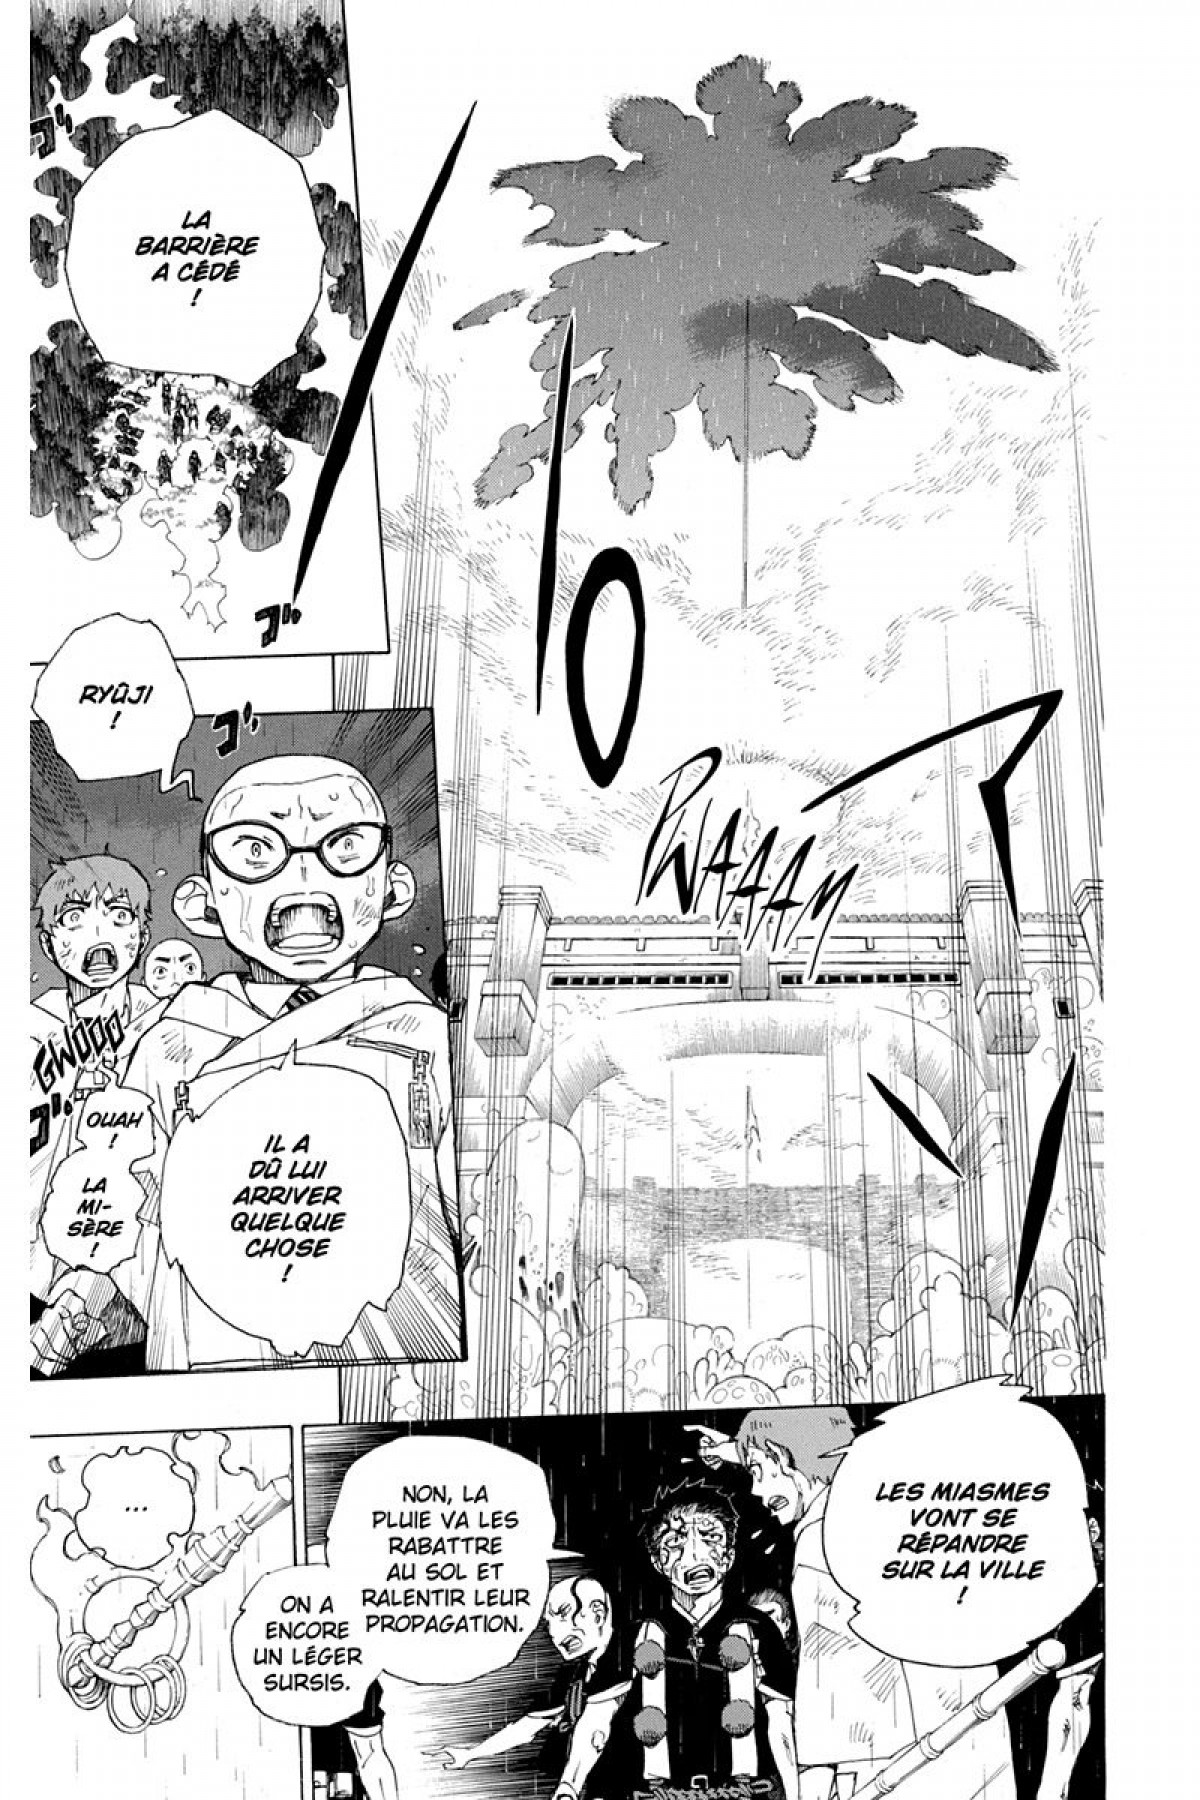 PWAAAM
LA
BARRIÈRE
A CÉDÉ
!
ゴ
ゴ
RYÛJI
!
ゴ
GWOOO
ゴ
OUAH
!
LA
MI-
SÈRE
!
IL A
DÛ LUI
ARRIVER
QUELQUE
CHOSE
!
LES MIASMES
VONT SE
RÉPANDRE
SUR LA VILLE
!
NON, LA
PLUIE VA LES
RABATTRE
AU SOL ET
RALENTIR LEUR
PROPAGATION.
ON A
ENCORE
UN LÉGER
SURSIS.
...